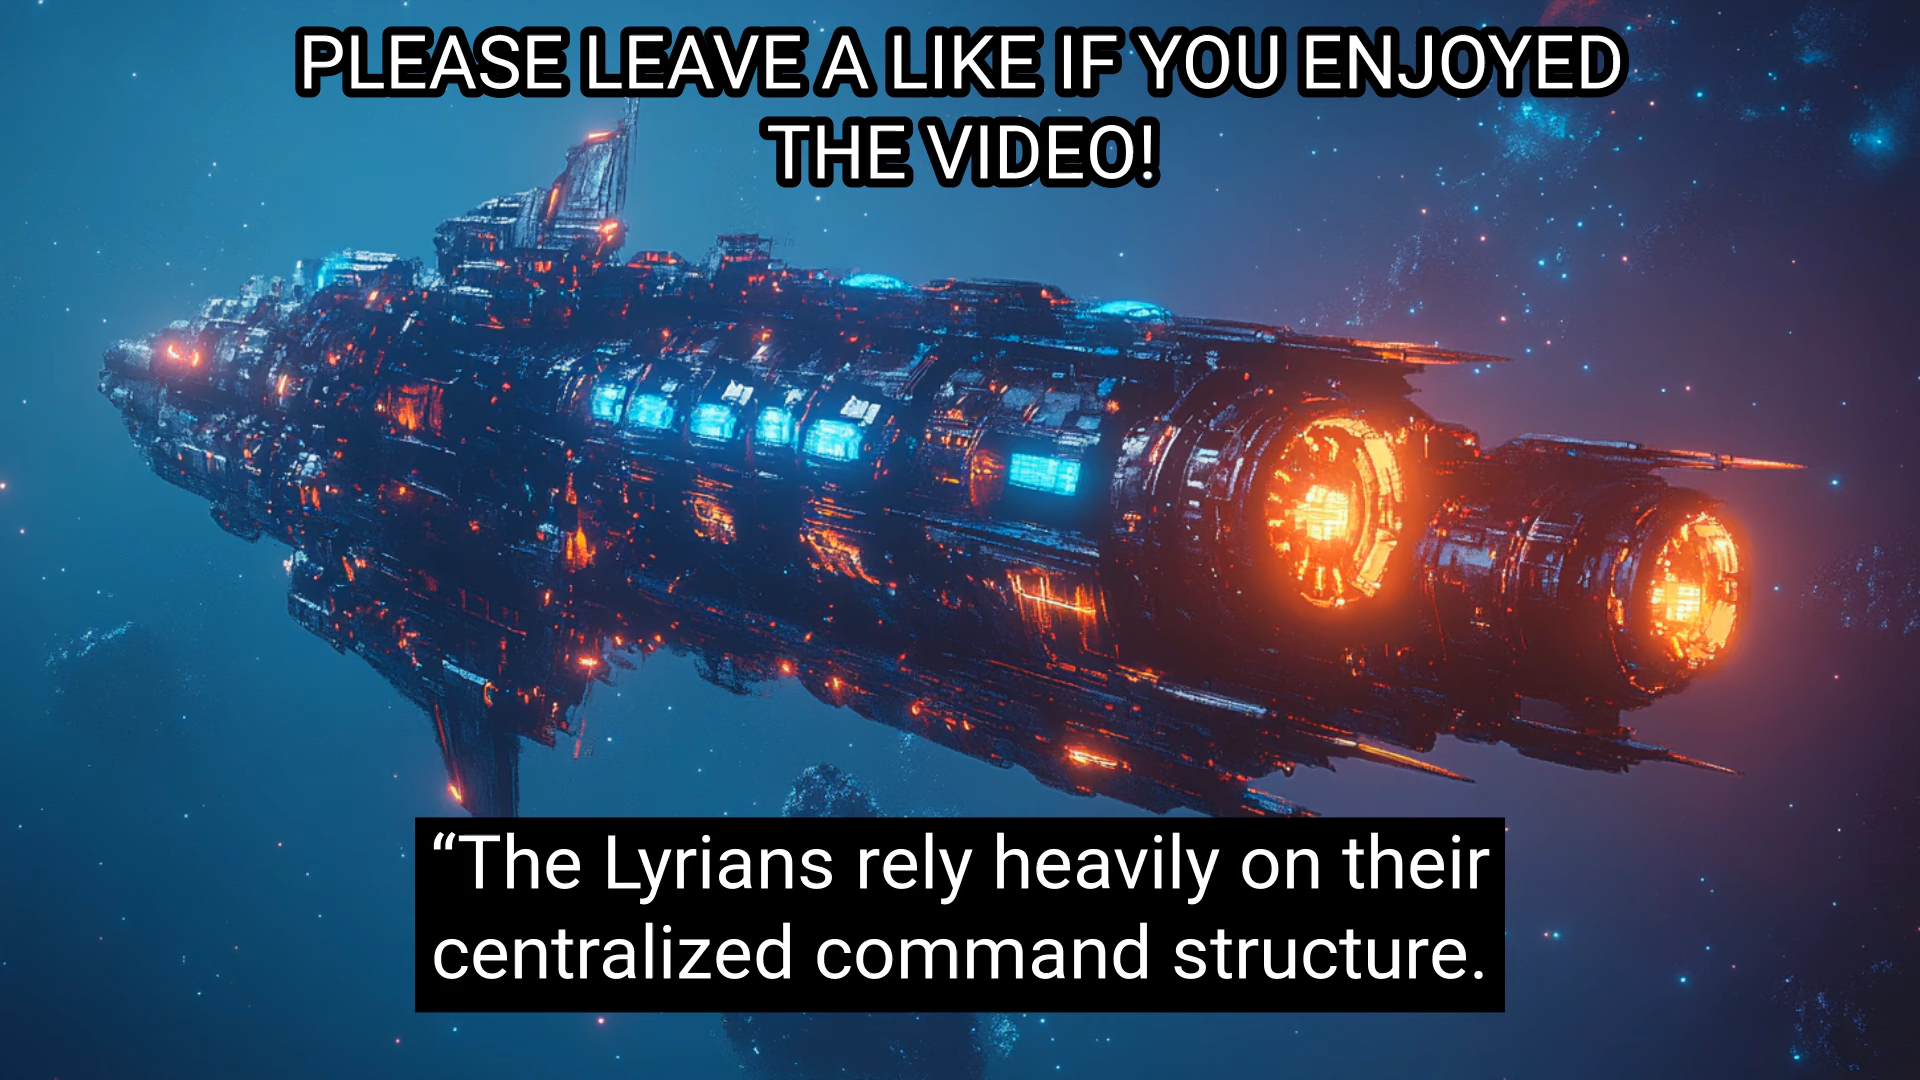 PLEASE LEAVE A LIKE IF YOU ENJOYED
THE VIDEO!
“The Lyrians rely heavily on their
centralized command structure.